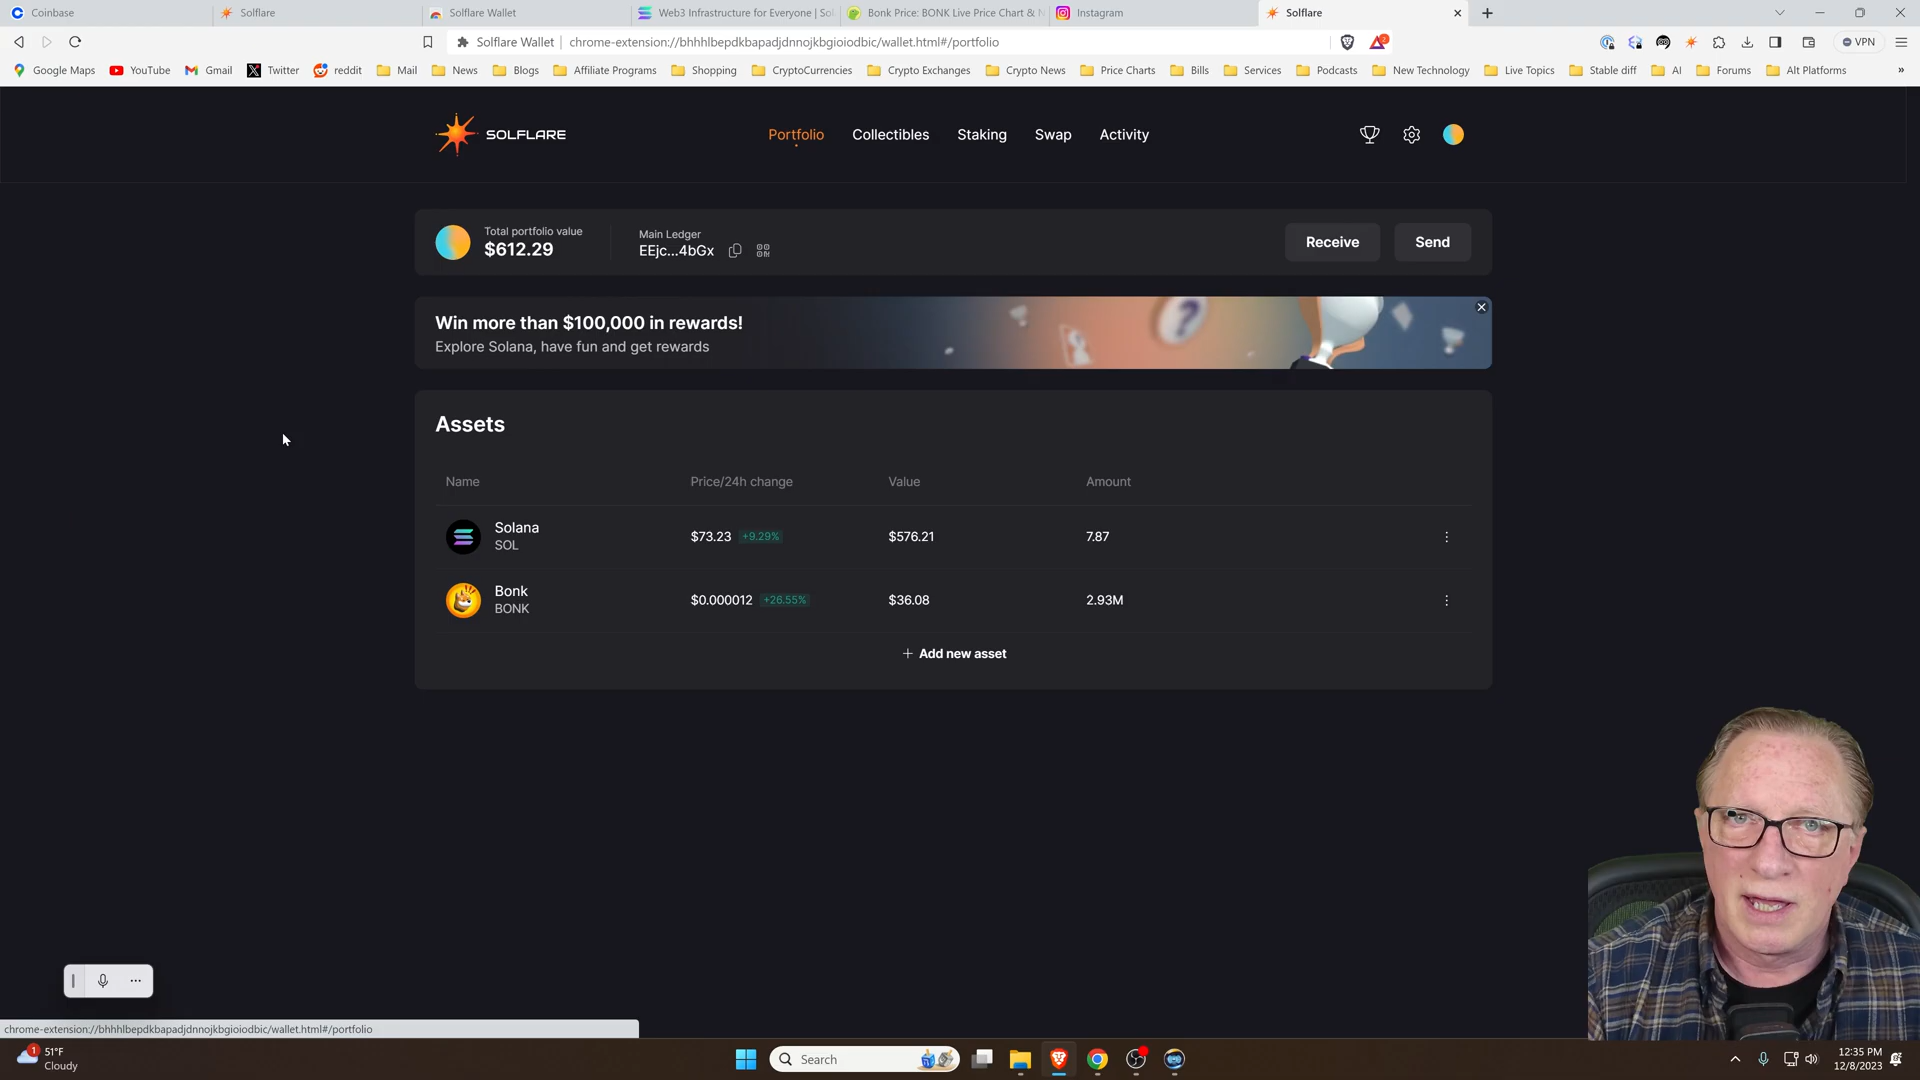 Coinbase
Solflare
Solflare Wallet
Web3 Infrastructure for Everyone | Sol
Bonk Price: BONK Live Price Chart & N
Instagram
Solflare
Solflare Wallet
chrome-extension://bhhhlbepdkbapadjdnnojkbgioiodbic/wallet.html#/portfolio
2
VPN
Google Maps
YouTube
Gmail
Twitter
reddit
Mail
News
Blogs
Affiliate Programs
Shopping
CryptoCurrencies
Crypto Exchanges
Crypto News
Price Charts
Bills
Services
Podcasts
New Technology
Live Topics
Stable diff
AI
Forums
Alt Platforms
»
SOLFLARE
Portfolio
Collectibles
Staking
Swap
Activity
Total portfolio value
$612.29
Main Ledger
EEjc...4bGx
Receive
Send
Win more than $100,000 in rewards!
Explore Solana, have fun and get rewards
?
Assets
Name
Price/24h change
Value
Amount
Solana
SOL
$73.23 +9.29%
$576.21
7.87
Bonk
BONK
$0.000012 +26.55%
$36.08
2.93M
+ Add new asset
chrome-extension://bhhhlbepdkbapadjdnnojkbgioiodbic/wallet.html#/portfolio
1
51°F
Cloudy
Search
12:35 PM
12/8/2023